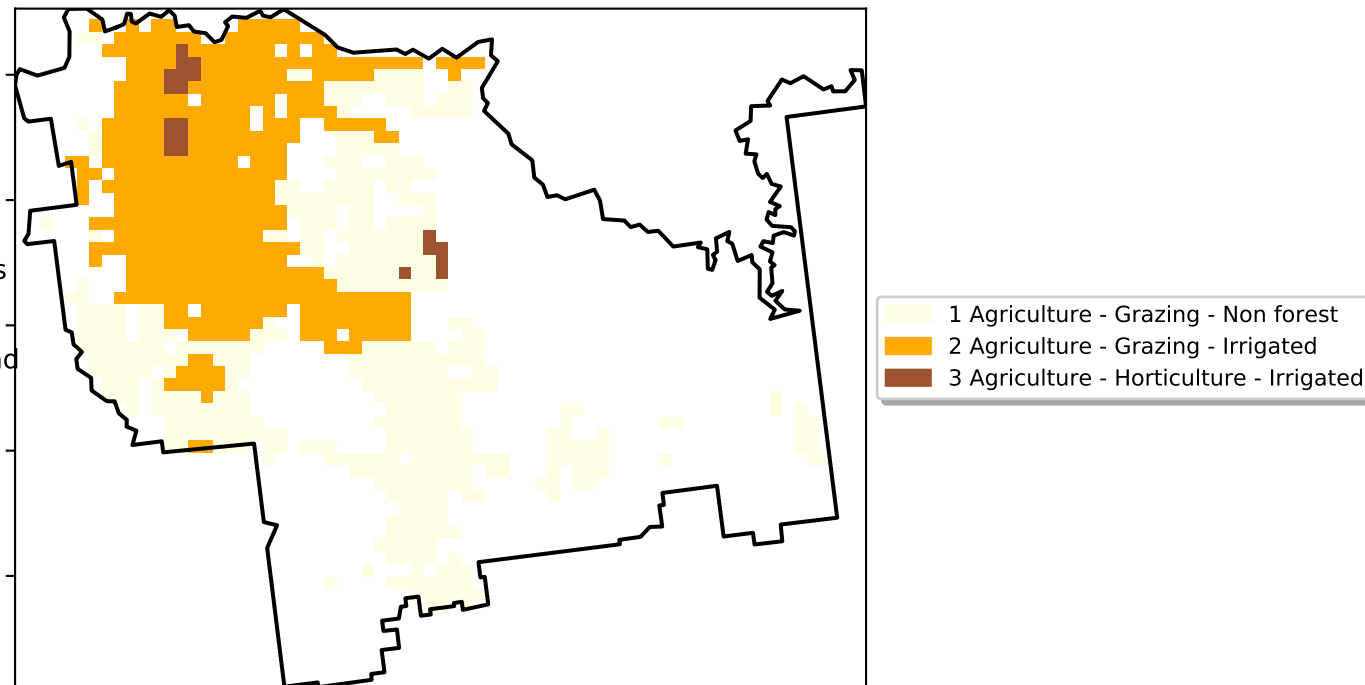 1 Agriculture - Grazing - Non forest
2 Agriculture - Grazing - Irrigated
3 Agriculture - Horticulture - Irrigated